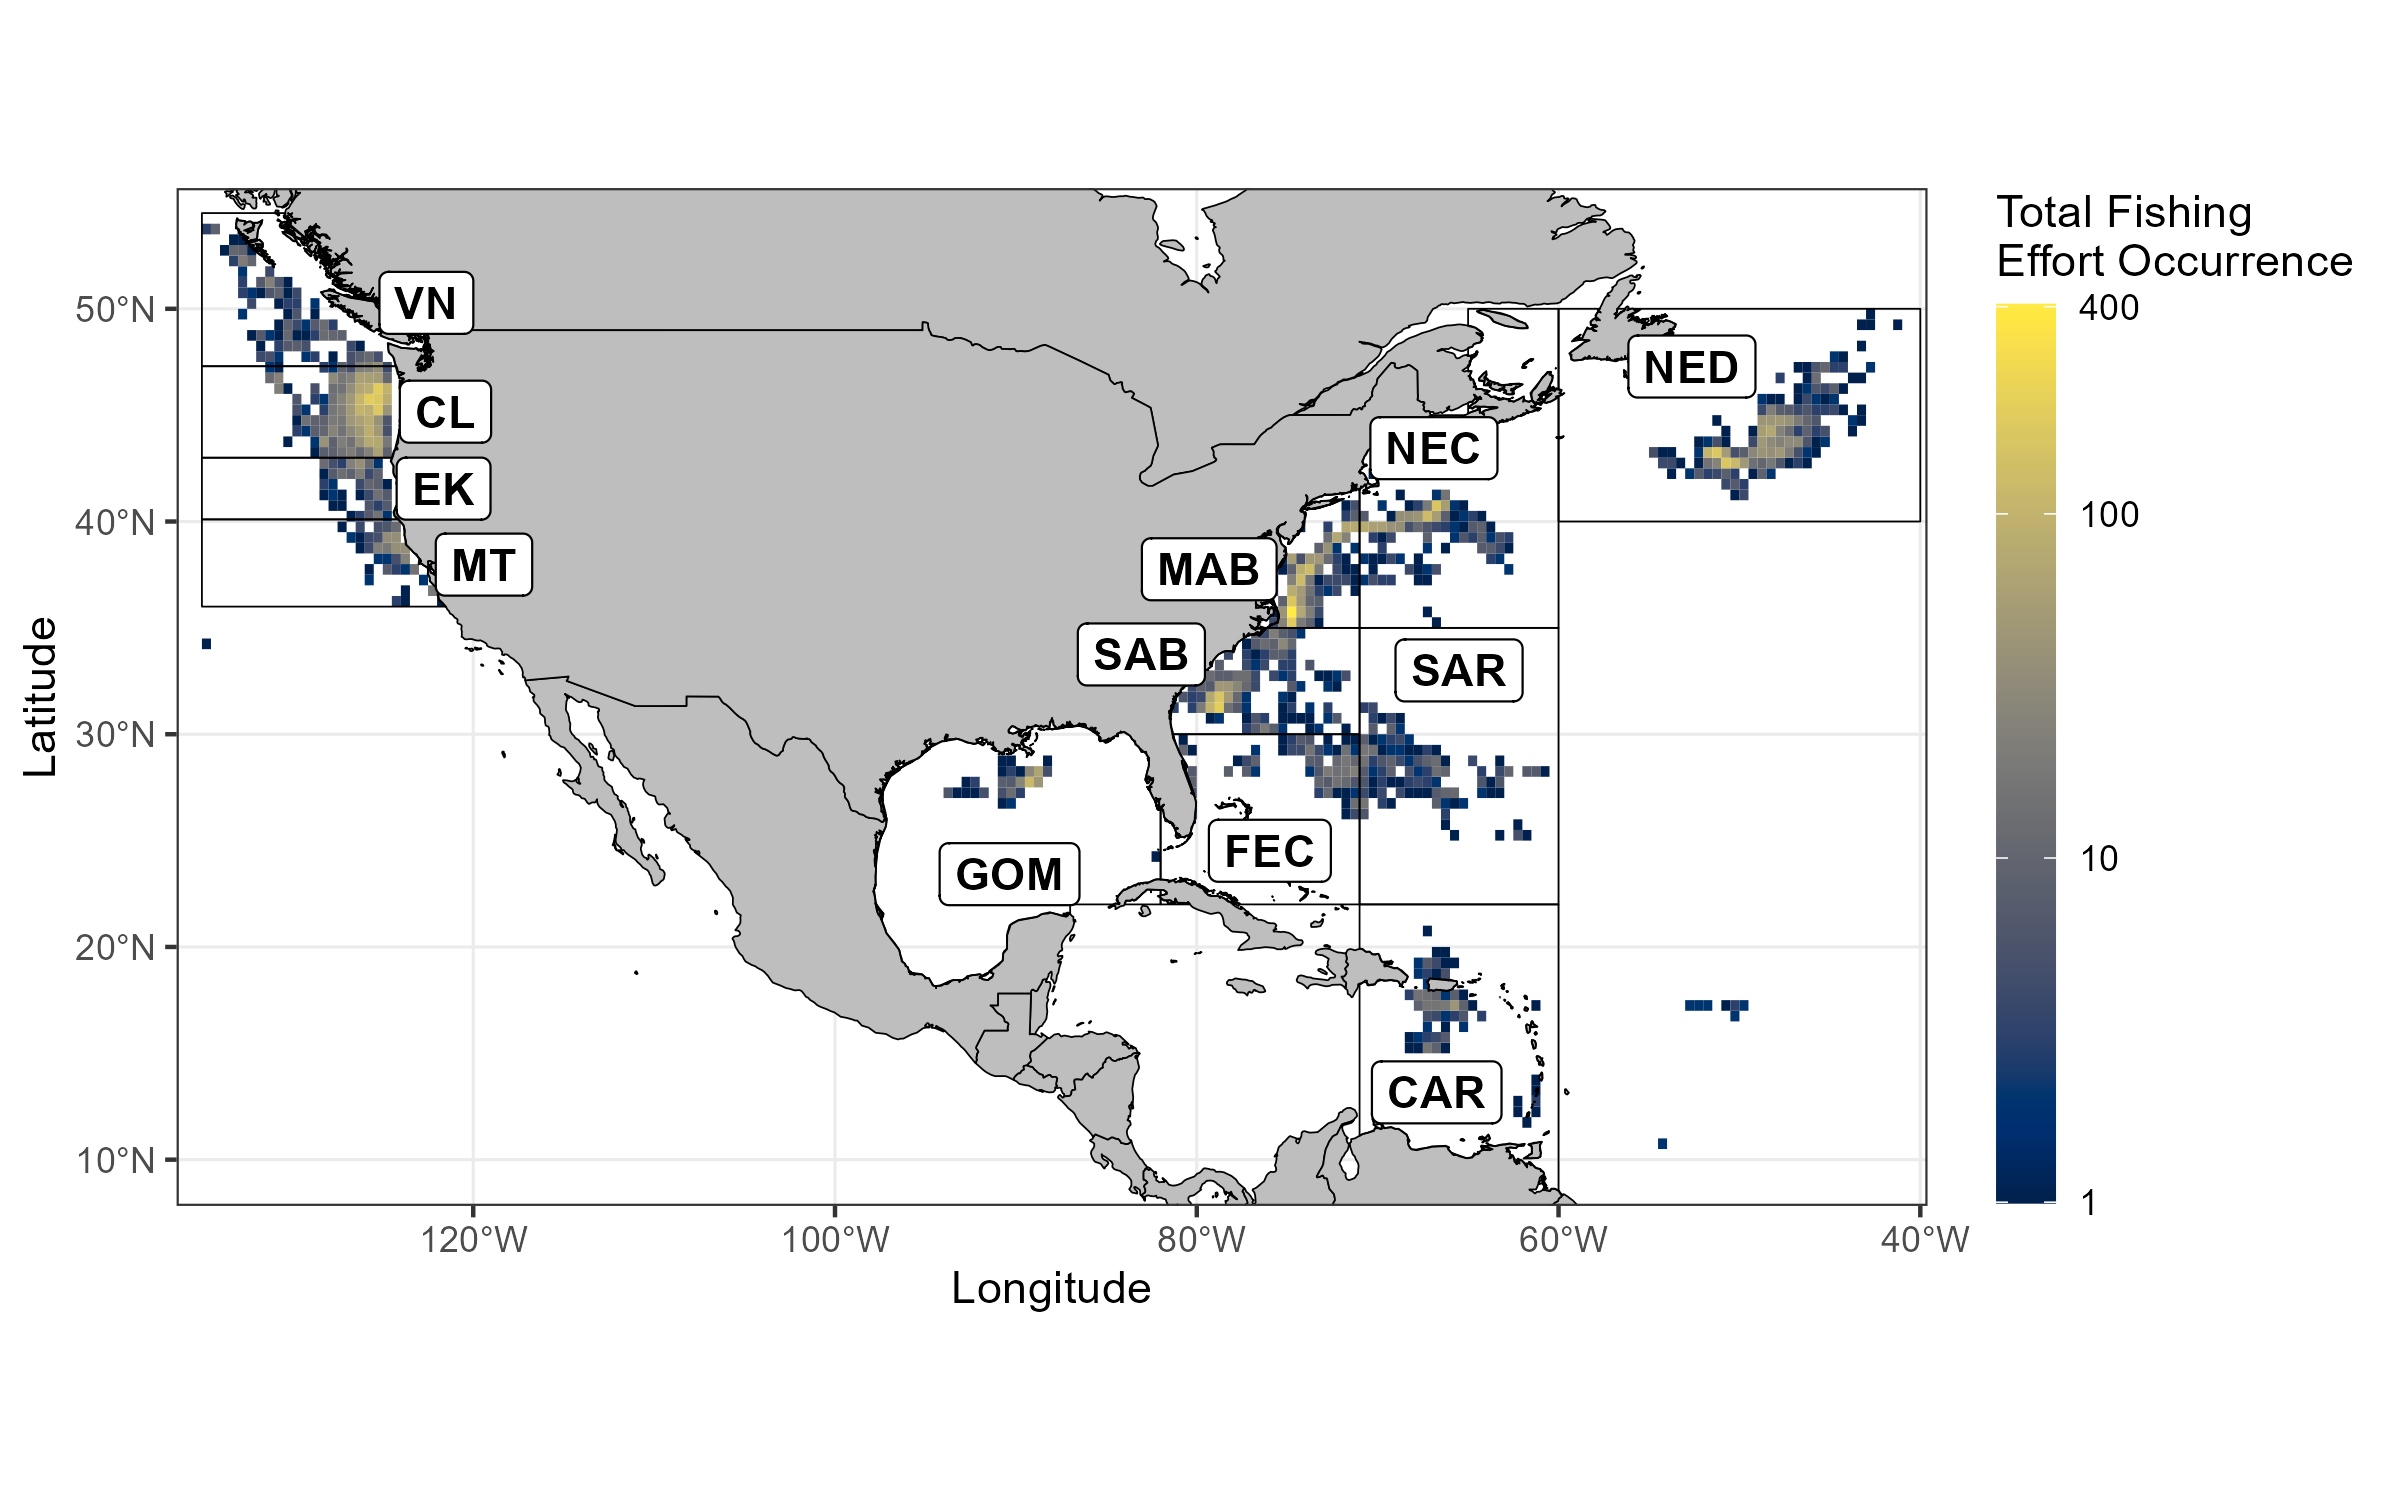 Total Fishing
Effort Occurrence
400
100
10
1
Latitude
50°N
40°N
30°N
20°N
10°N
VN
CL
EK
MT
NED
NEC
MAB
SAB
SAR
FEC
GOM
CAR
120°W
100°W
80°W
60°W
40°W
Longitude